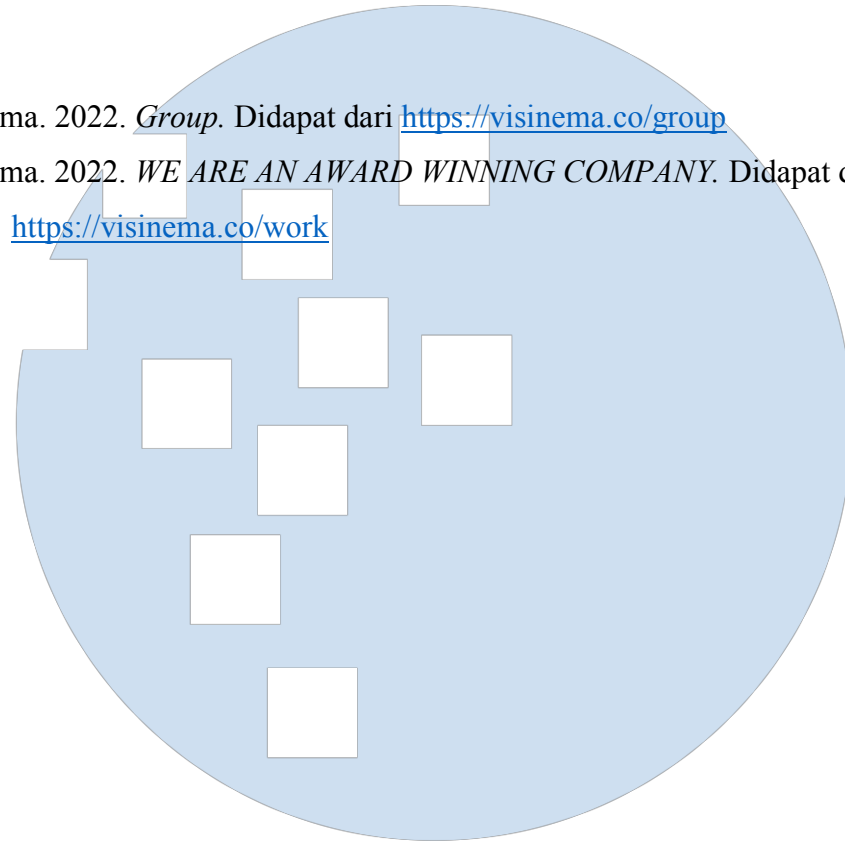 ma. 2022. Group. Didapat dari https://visinema.co/group
ma. 2022. WE ARE AN AWARD WINNING COMPANY. Didapat
https://visinema.co/work